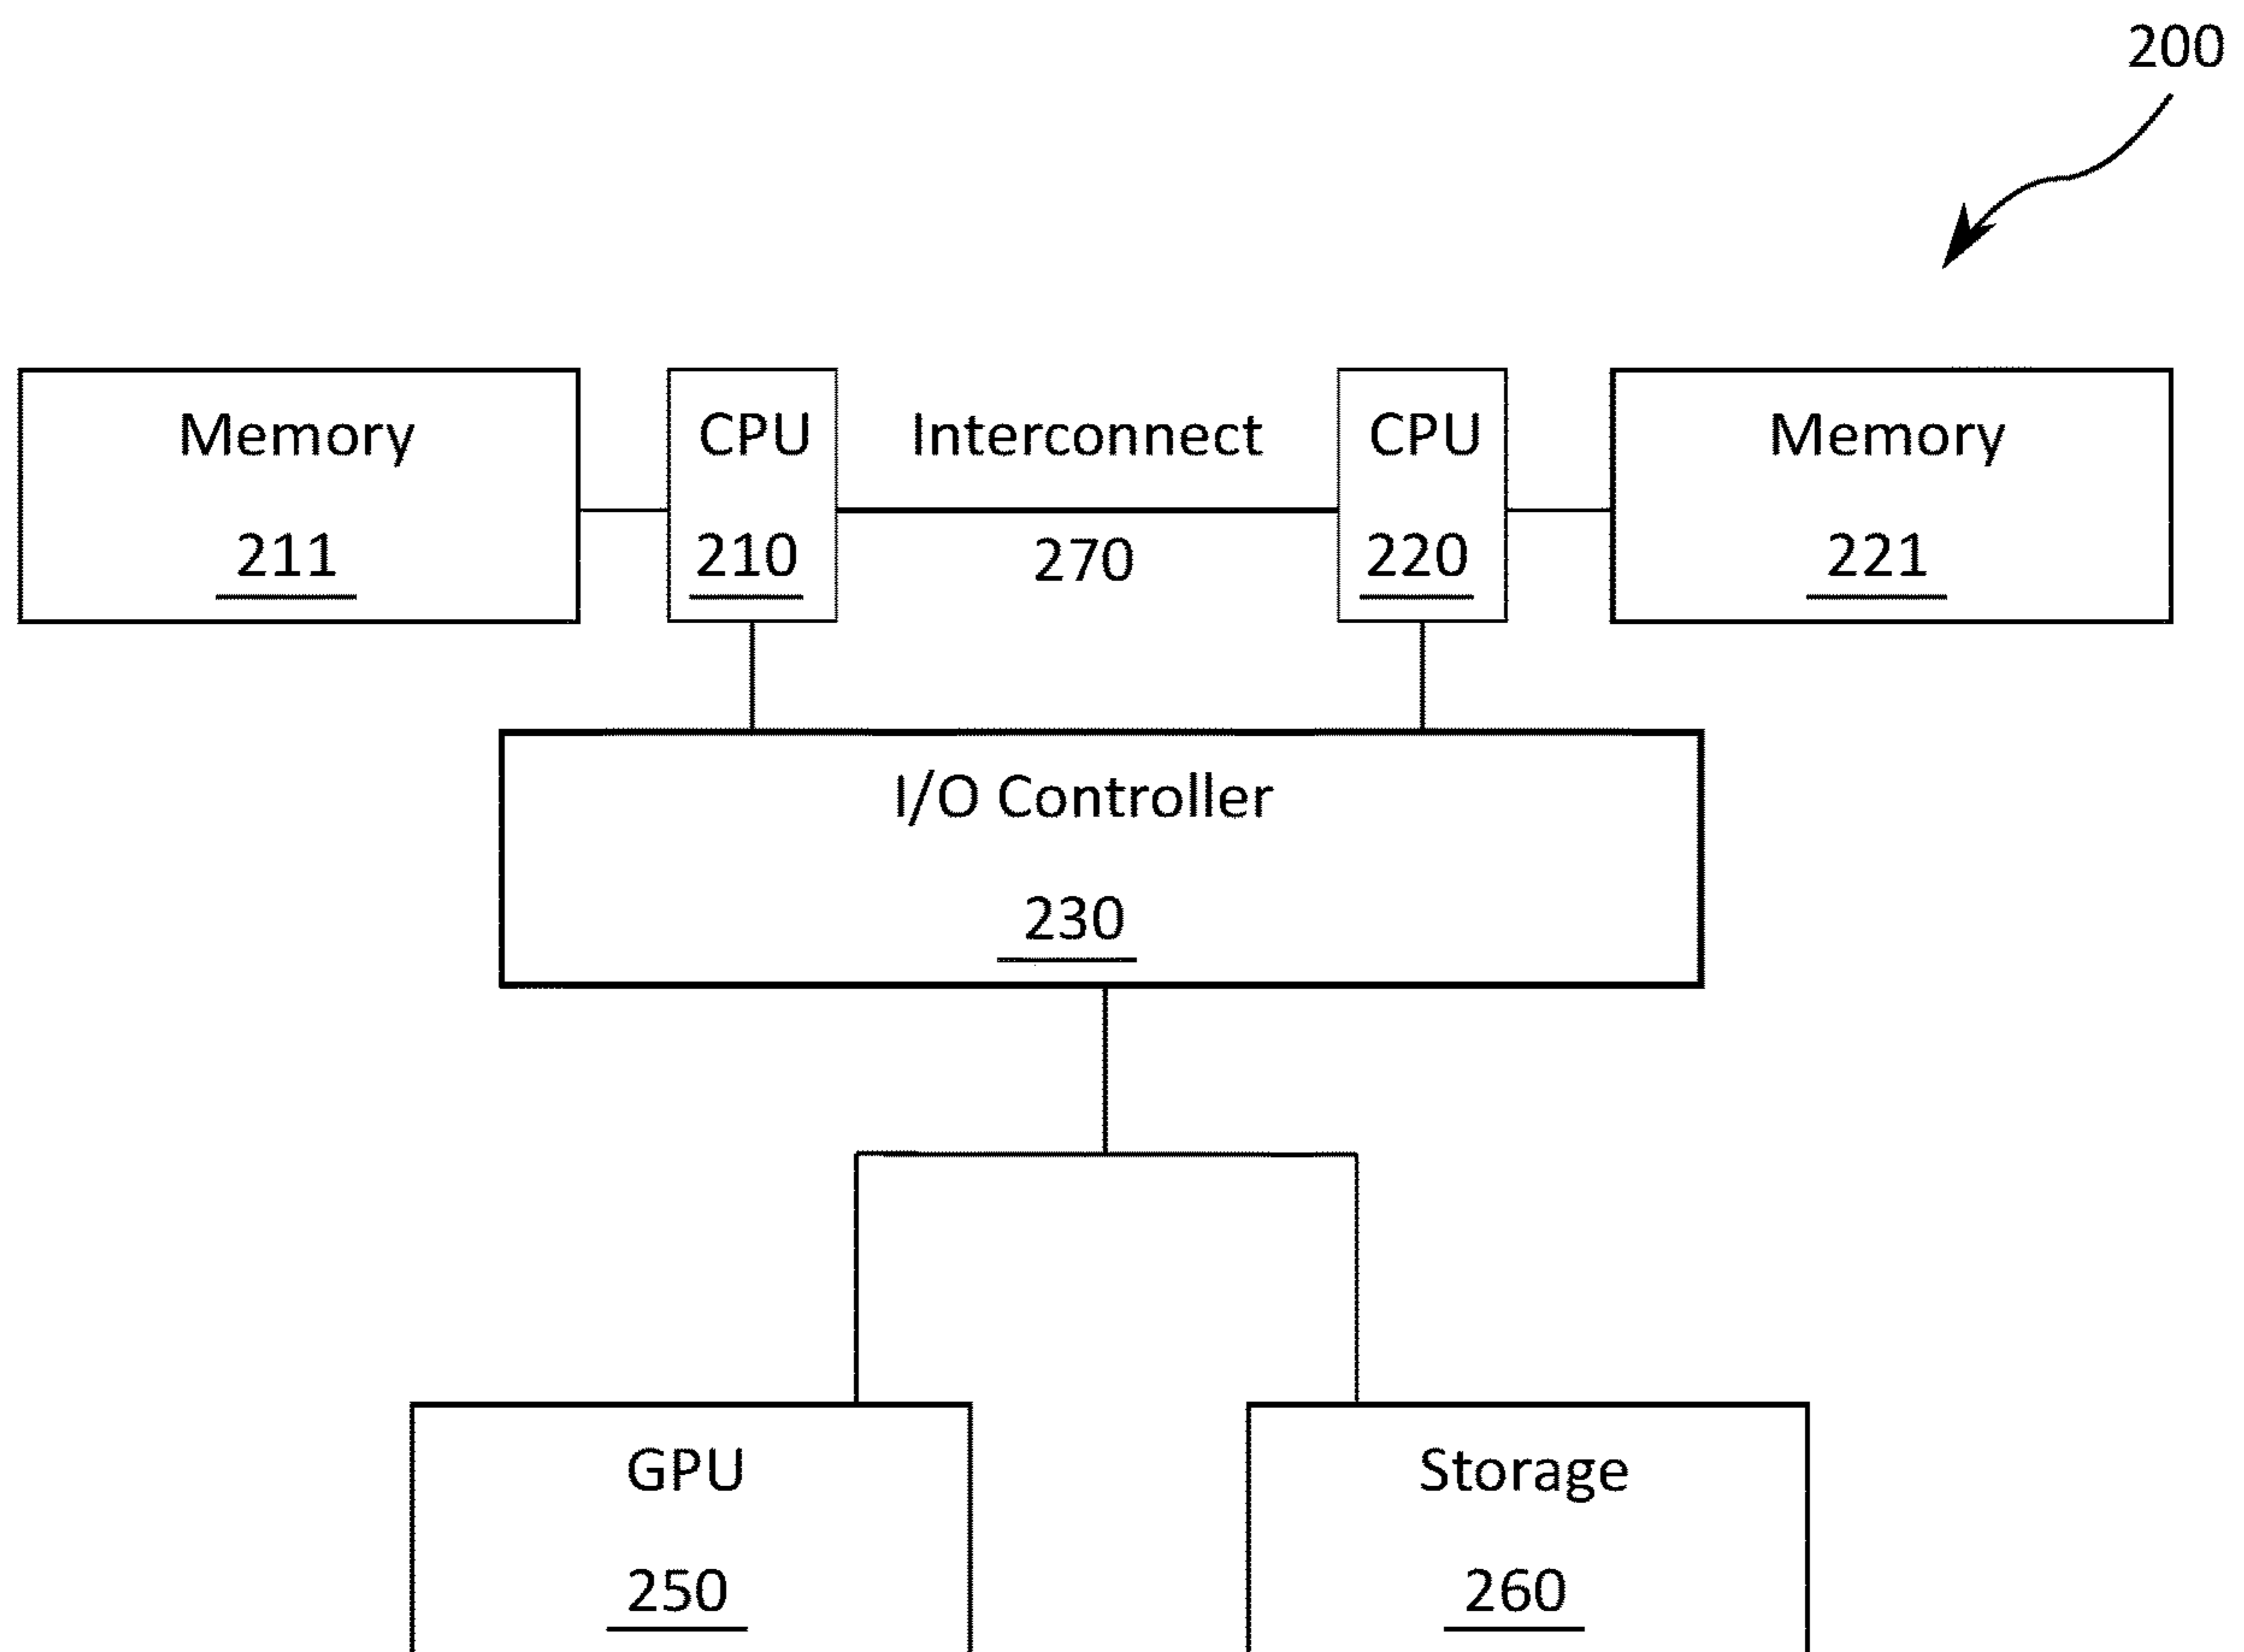 200
Memory
211
CPU
210
Interconnect
270
CPU
220
Memory
221
I/O Controller
230
GPU
250
Storage
260